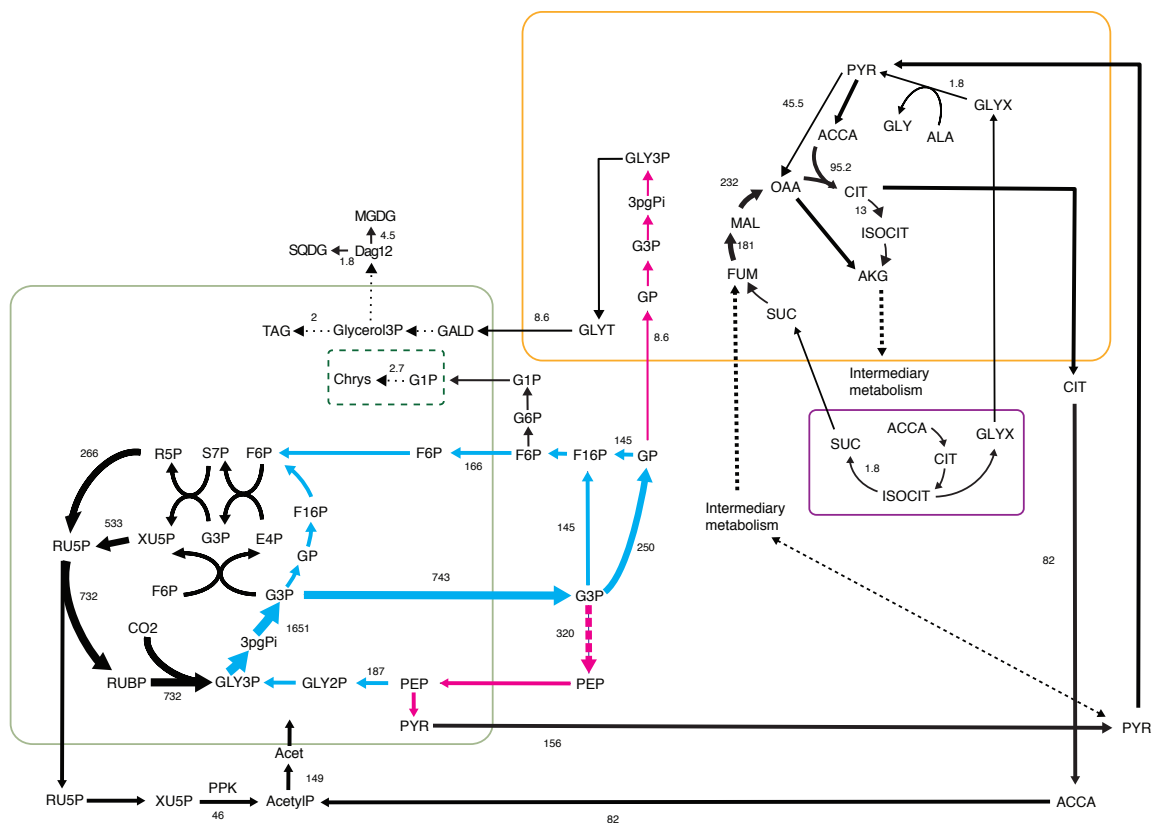 PYR
1.8
GLYX
45.5
GLY
ALA
ACCA
GLY3P
95.2
232
OAA
CIT
3pgPi
13
MGDG
MAL
ISOCIT
4.5
SQDG
Dag12
G3P
181
1.8
FUM
AKG
GP
SUC
TAG
2
Glycerol3P
GALD
8.6
GLYT
8.6
Chrys
2.7
G1P
G1P
Intermediary
metabolism
CIT
G6P
ACCA
GLYX
266
R5P
S7P
F6P
F6P
166
F6P
F16P
145
GP
SUC
CIT
1.8
ISOCIT
F16P
Intermediary
metabolism
533
145
RU5P
XU5P
G3P
E4P
250
GP
82
743
732
F6P
G3P
G3P
CO2
1651
320
3pgPi
RUBP
732
GLY3P
GLY2P
187
PEP
PEP
PYR
PYR
156
Acet
149
PPK
RU5P
XU5P
AcetylP
ACCA
46
82